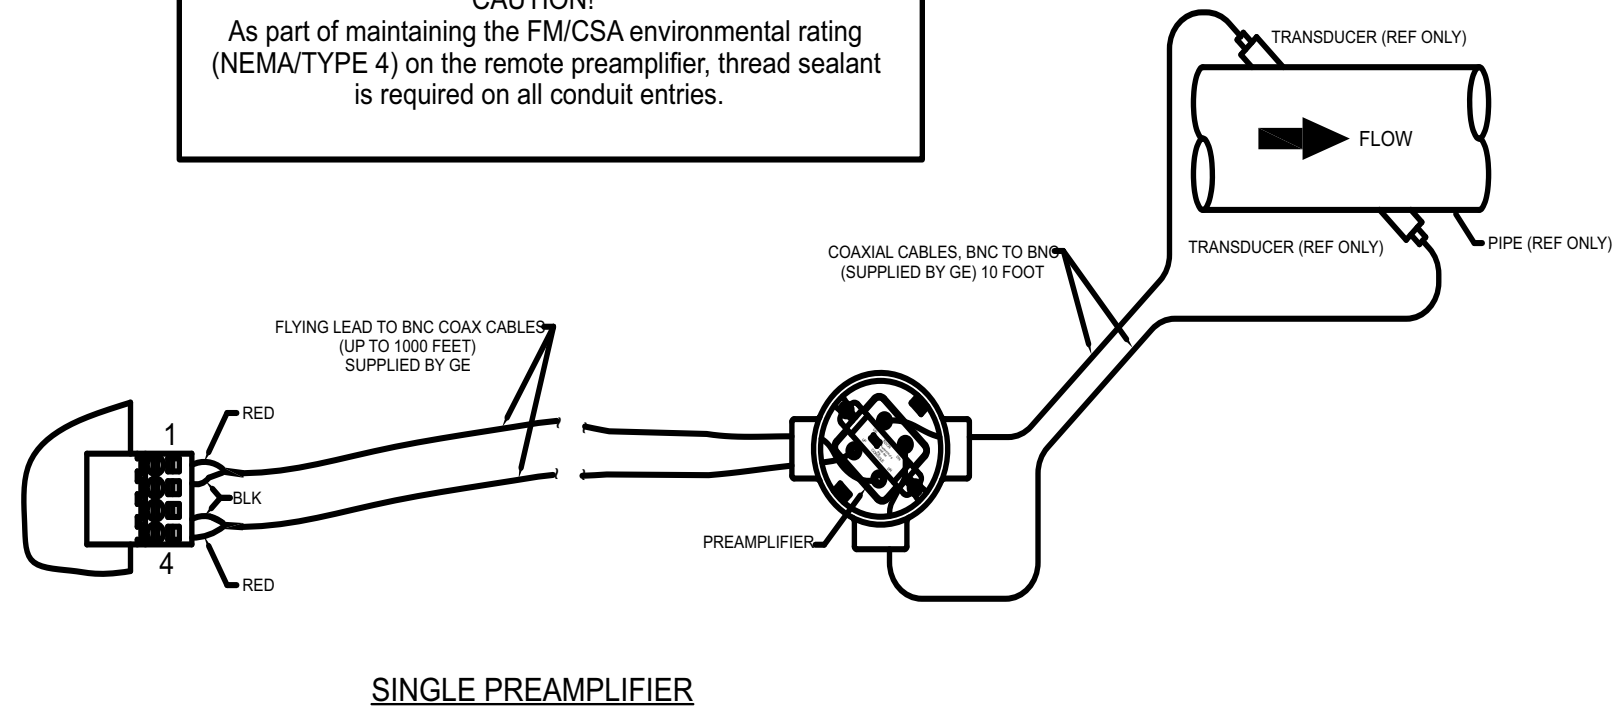 CAUTION!
As part of maintaining the FM/CSA environmental rating
(NEMA/TYPE 4) on the remote preamplifier, thread sealant
is required on all conduit entries.
TRANSDUCER (REF ONLY)
FLOW
TRANSDUCER (REF ONLY)
PIPE (REF ONLY)
COAXIAL CABLES, BNC TO BNC
(SUPPLIED BY GE) 10 FOOT
FLYING LEAD TO BNC COAX CABLES
(UP TO 1000 FEET)
SUPPLIED BY GE
RED
1
BLK
4
RED
PREAMPLIFIER
SINGLE PREAMPLIFIER